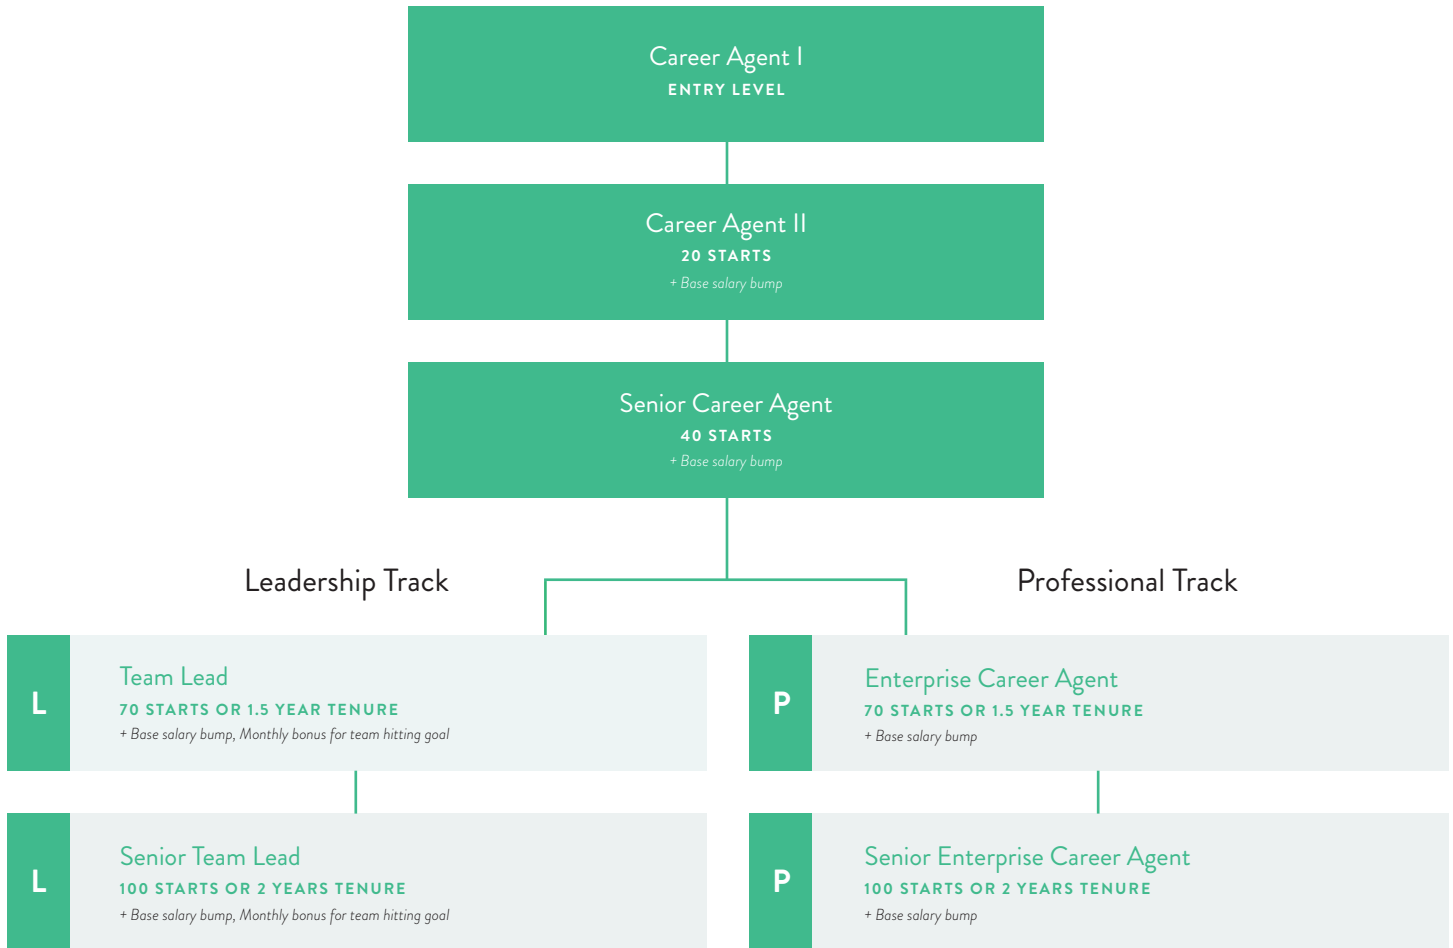 Career Agent I
ENTRY LEVEL
Career Agent II
20 STARTS
+ Base salary bump
Senior Career Agent
40 STARTS
+ Base salary bump
Leadership Track
Professional Track
L
Team Lead
70 STARTS OR 1.5 YEAR TENURE
+ Base salary bump, Monthly bonus for team hitting goal
P
Enterprise Career Agent
70 STARTS OR 1.5 YEAR TENURE
+ Base salary bump
L
Senior Team Lead
100 STARTS OR 2 YEARS TENURE
+ Base salary bump, Monthly bonus for team hitting goal
P
Senior Enterprise Career Agent
100 STARTS OR 2 YEARS TENURE
+ Base salary bump